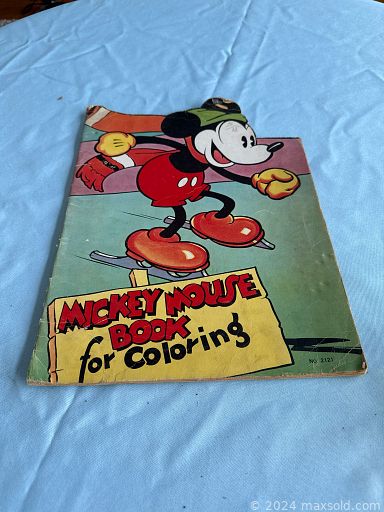 MICKEY MOUSE
BOOK
for Coloring
NO 2121
© 2024 maxsold.com